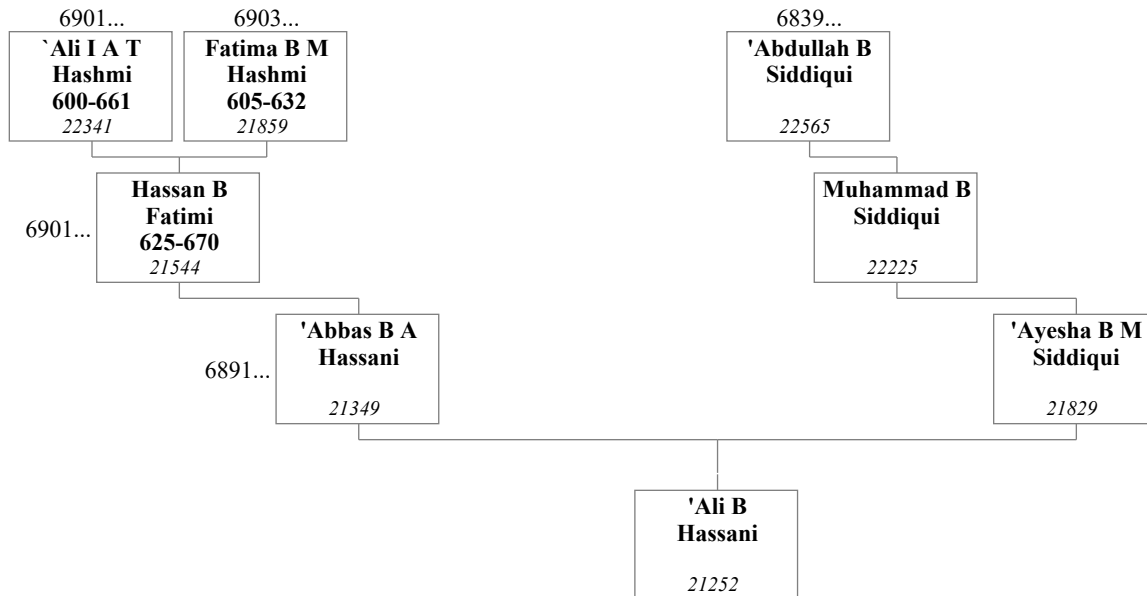 6901...
6903...
6839...
`Ali I A T
Hashmi
600-661
22341
Fatima B M
Hashmi
605-632
21859
'Abdullah B
Siddiqui
22565
6901...
Hassan B
Fatimi
625-670
21544
Muhammad B
Siddiqui
22225
6891...
'Abbas B A
Hassani
21349
'Ayesha B M
Siddiqui
21829
'Ali B
Hassani
21252